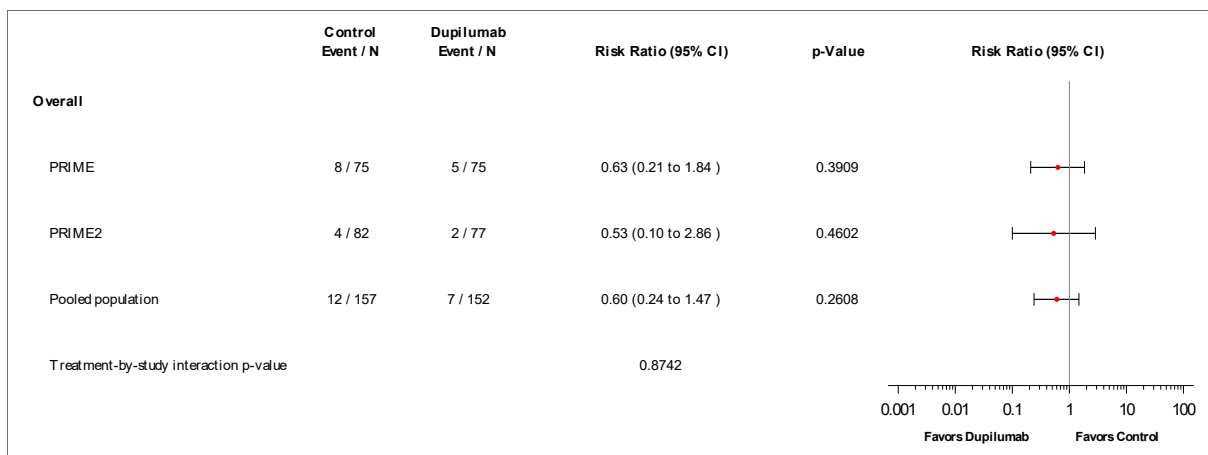 Control Dupilumab
Event / N Event / N Risk Ratio (95% CI) p-Value Risk Ratio (95% CI)
Overall
PRIME 8 / 75 5 / 75 0.63 (0.21 to 1.84 ) 0.3909
PRIME2 4 / 82 2 / 77 0.53 (0.10 to 2.86 ) 0.4602
Pooled population 12 / 157 7 / 152 0.60 (0.24 to 1.47 ) 0.2608
Treatment-by-study interaction p-value 0.8742
0.001 0.01 0.1 1 10 100
Favors Dupilumab Favors Control